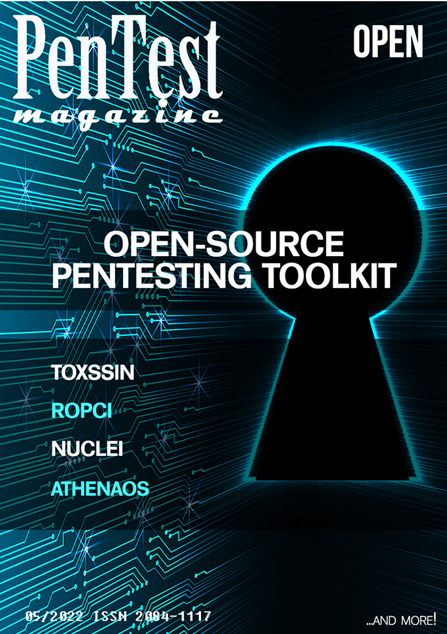 PenTest
magazine
OPEN
OPEN-SOURCE
PENTESTING TOOLKIT
TOXSSIN
ROPCI
NUCLEI
ATHENAOS
05/2022 ISSN 2084-1117
...AND MORE!